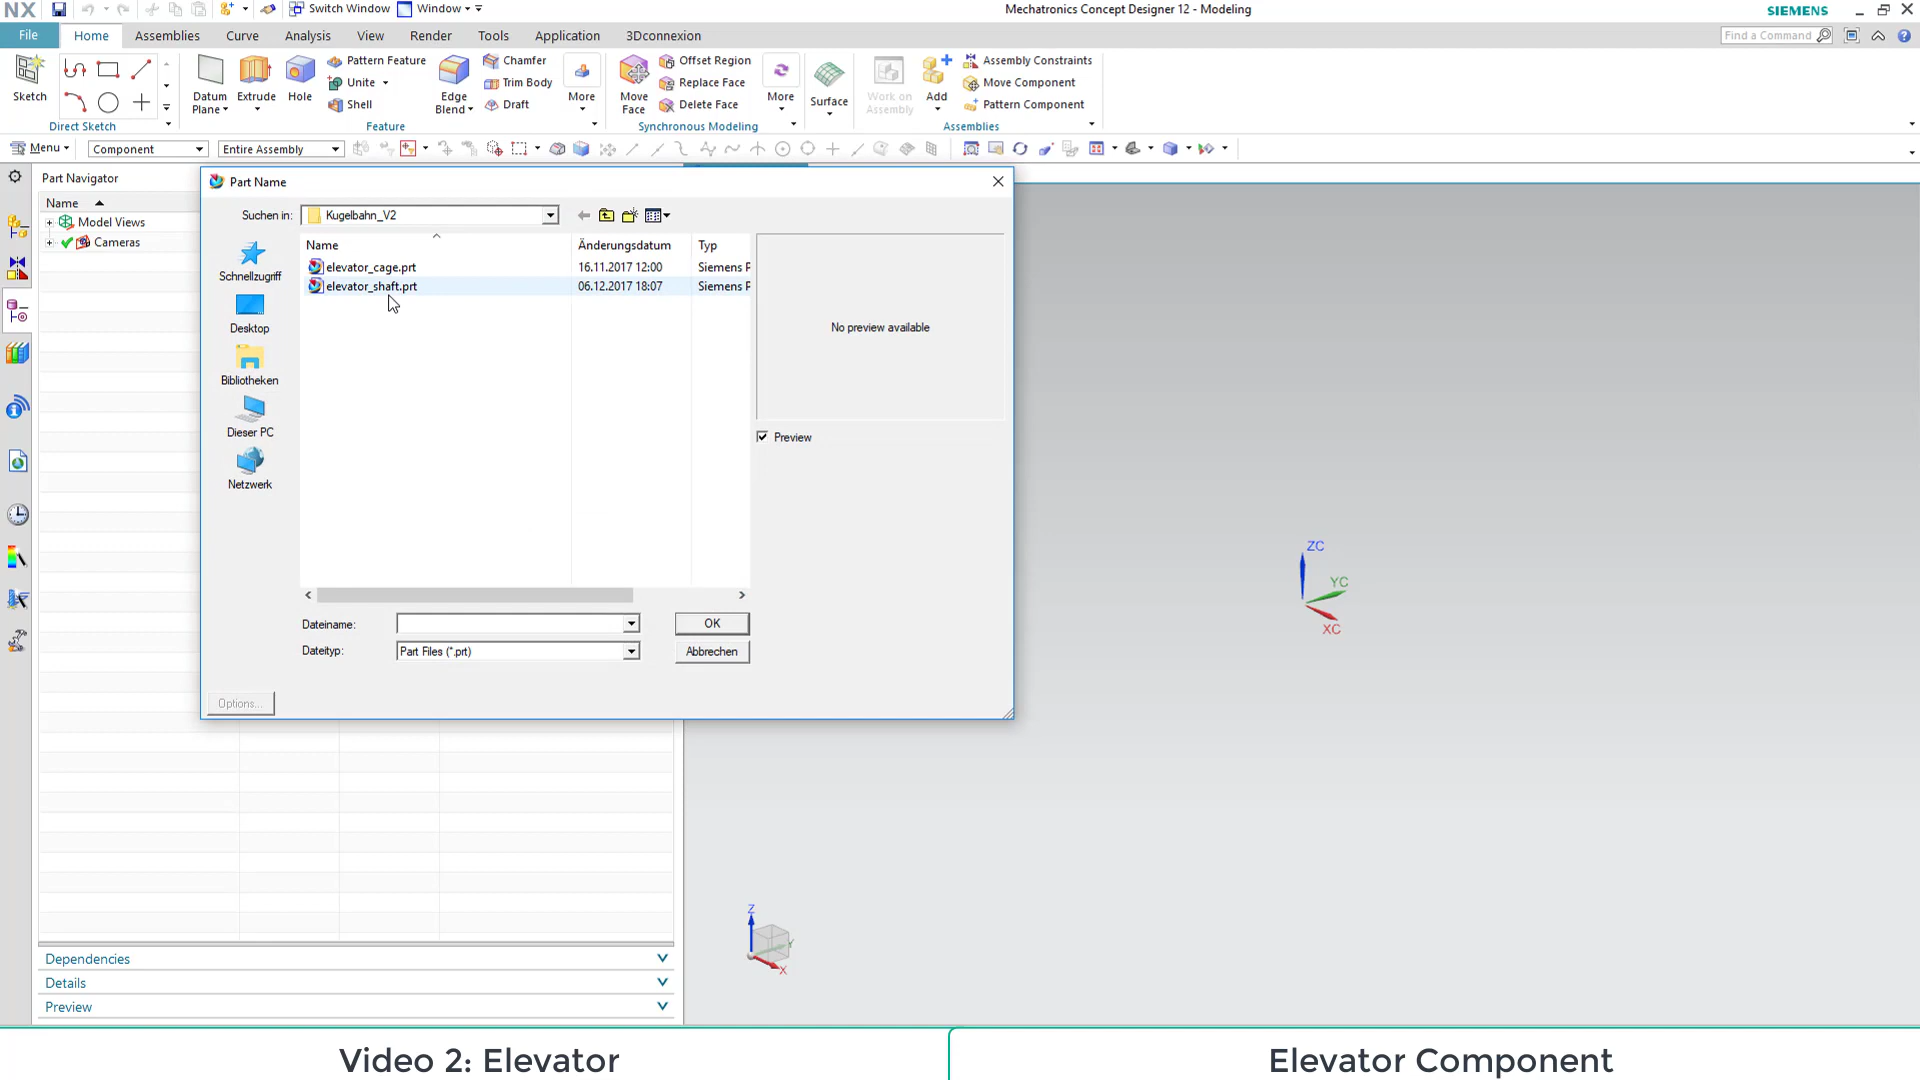 NX
Switch Window
Window
Mechatronics Concept Designer 12 - Modeling
SIEMENS
File
Home
Assemblies
Curve
Analysis
View
Render
Tools
Application
3Dconnexion
Find a Command
Sketch
Direct Sketch
Datum
Plane
Extrude
Hole
Pattern Feature
Unite
Shell
Edge
Blend
Chamfer
Trim Body
Draft
More
Feature
Move
Face
Offset Region
Replace Face
Delete Face
More
Synchronous Modeling
Surface
Work on
Assembly
Add
Assembly Constraints
Move Component
Pattern Component
Assemblies
Menu
Component
Entire Assembly
Part Navigator
Name
Model Views
Cameras
Part Name
Suchen in:
Kugelbahn_V2
Name
Änderungsdatum
Typ
elevator_cage.prt
16.11.2017 12:00
Siemens P
elevator_shaft.prt
06.12.2017 18:07
Siemens P
Schnellzugriff
Desktop
Bibliotheken
Dieser PC
Netzwerk
No preview available
Preview
Dateiname:
OK
Dateityp:
Part Files (*.prt)
Abbrechen
Options...
ZC
YC
XC
Z
Y
X
Dependencies
Details
Preview
Video 2: Elevator
Elevator Component